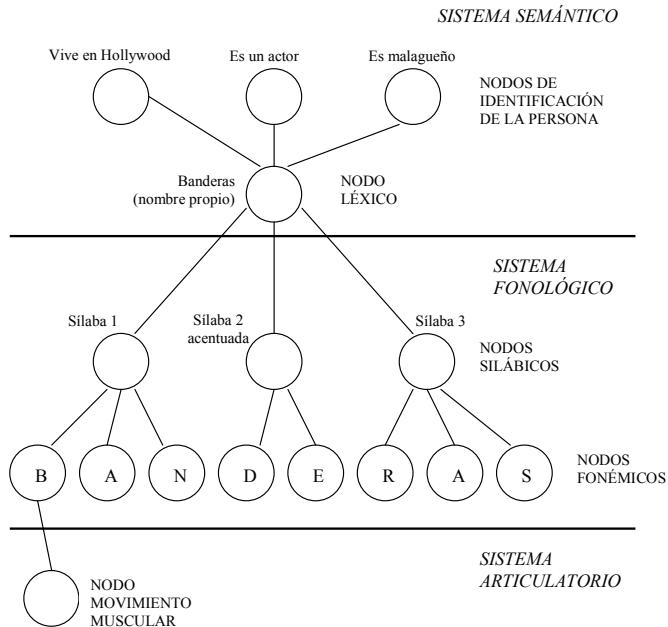 SISTEMA SEMÁNTICO
Vive en Hollywood
Es un actor
Es malagueño
NODOS DE
IDENTIFICACIÓN
DE LA PERSONA
Banderas
(nombre propio)
NODO
LÉXICO
SISTEMA
FONOLÓGICO
Sílaba 1
Sílaba 2
acentuada
Sílaba 3
NODOS
SILÁBICOS
B A N D E R A S
NODOS
FONÉMICOS
SISTEMA
ARTICULATORIO
NODO
MOVIMIENTO
MUSCULAR